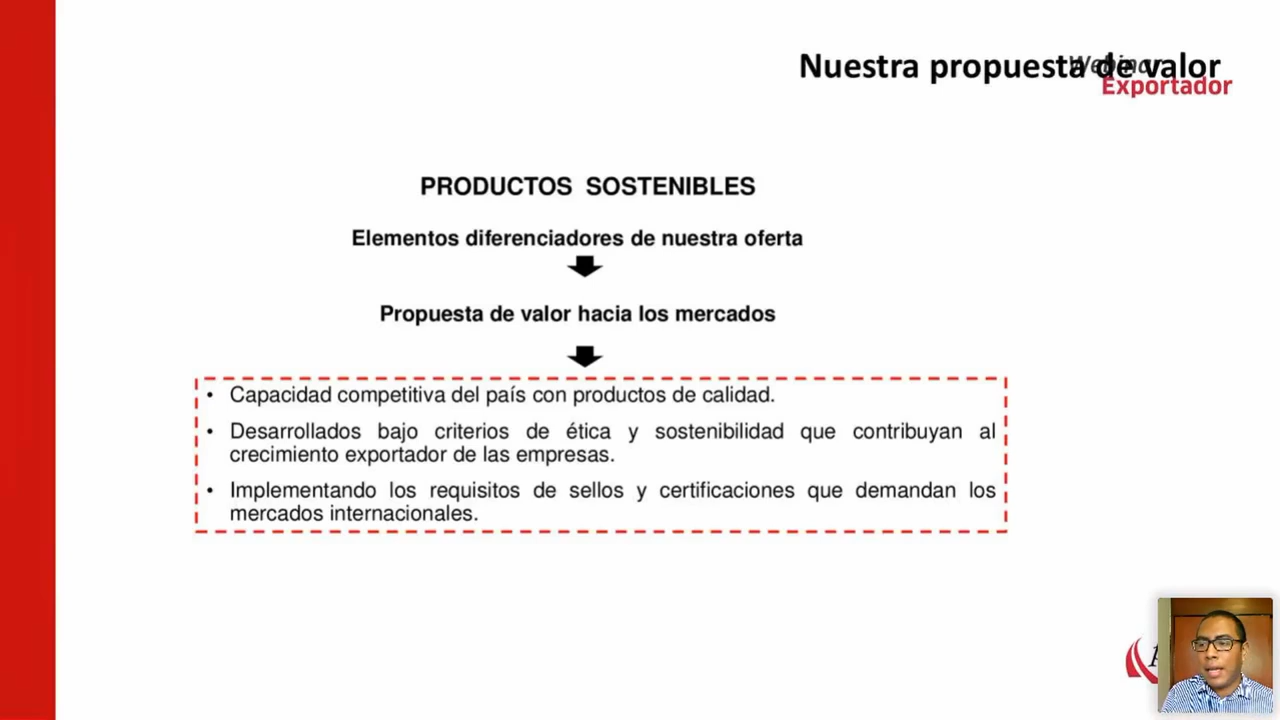 Nuestra propuesta de valor
Webinar
Exportador
PRODUCTOS SOSTENIBLES
Elementos diferenciadores de nuestra oferta
Propuesta de valor hacia los mercados
• Capacidad competitiva del país con productos de calidad.
• Desarrollados bajo criterios de ética y sostenibilidad que contribuyan al
crecimiento exportador de las empresas.
• Implementando los requisitos de sellos y certificaciones que demandan los
mercados internacionales.